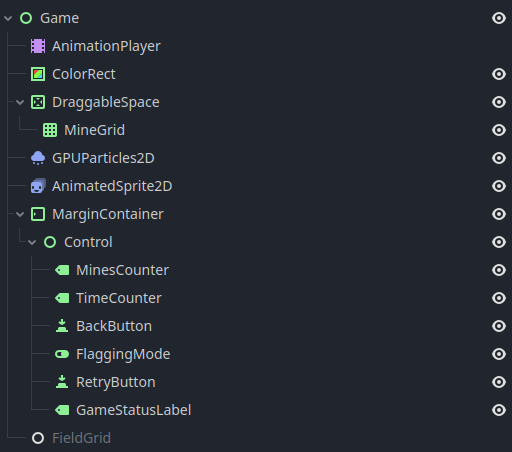 Game
AnimationPlayer
ColorRect
DraggableSpace
MineGrid
GPUParticles2D
AnimatedSprite2D
MarginContainer
Control
MinesCounter
TimeCounter
BackButton
FlaggingMode
RetryButton
GameStatusLabel
FieldGrid